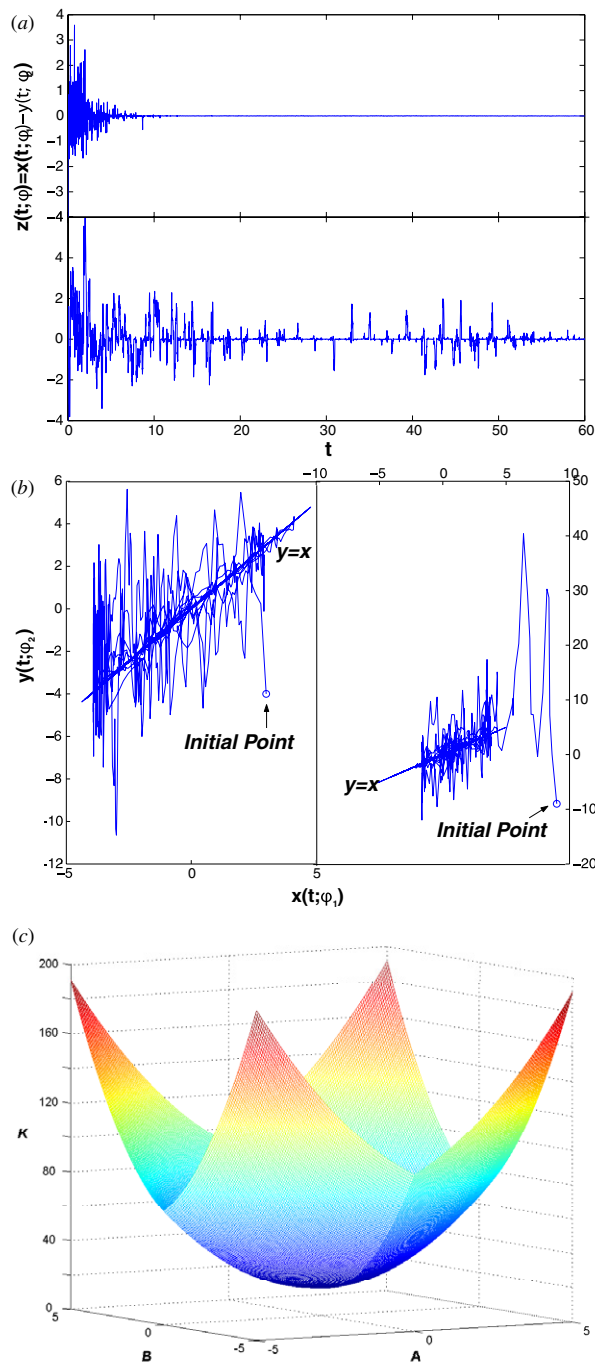 (a)
z(t;φ)=x(t;φ₁)−y(t; φ₂)
4
3
2
1
0
−1
−2
−3
−4
4
2
0
−2
−4
0 10 20 30 40 50 60
t
(b)
−10 −5 0 5 10
6
4
2
0
−2
−4
−6
−8
−10
−12
y(t;φ₂)
y=x
Initial Point
−5 0 5
50
40
30
20
10
0
−10
−20
y=x
Initial Point
x(t;φ₁)
(c)
200
160
120
80
40
0
K
5 0 −5
B
−5 0 5
A